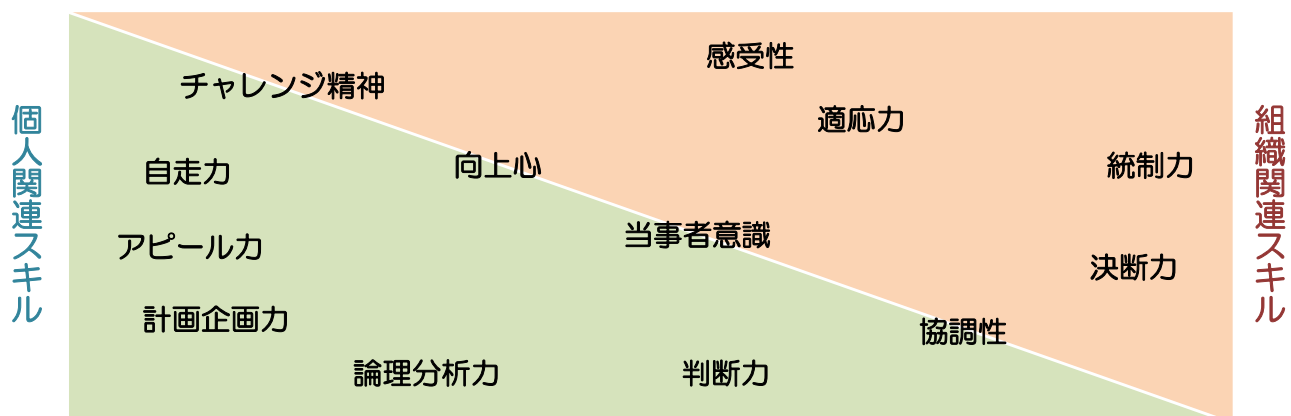 個人関連スキル
感受性
チャレンジ精神
適応力
向上心
統制力
自走力
当事者意識
アピール力
決断力
計画企画力
協調性
論理分析力
判断力
組織関連スキル